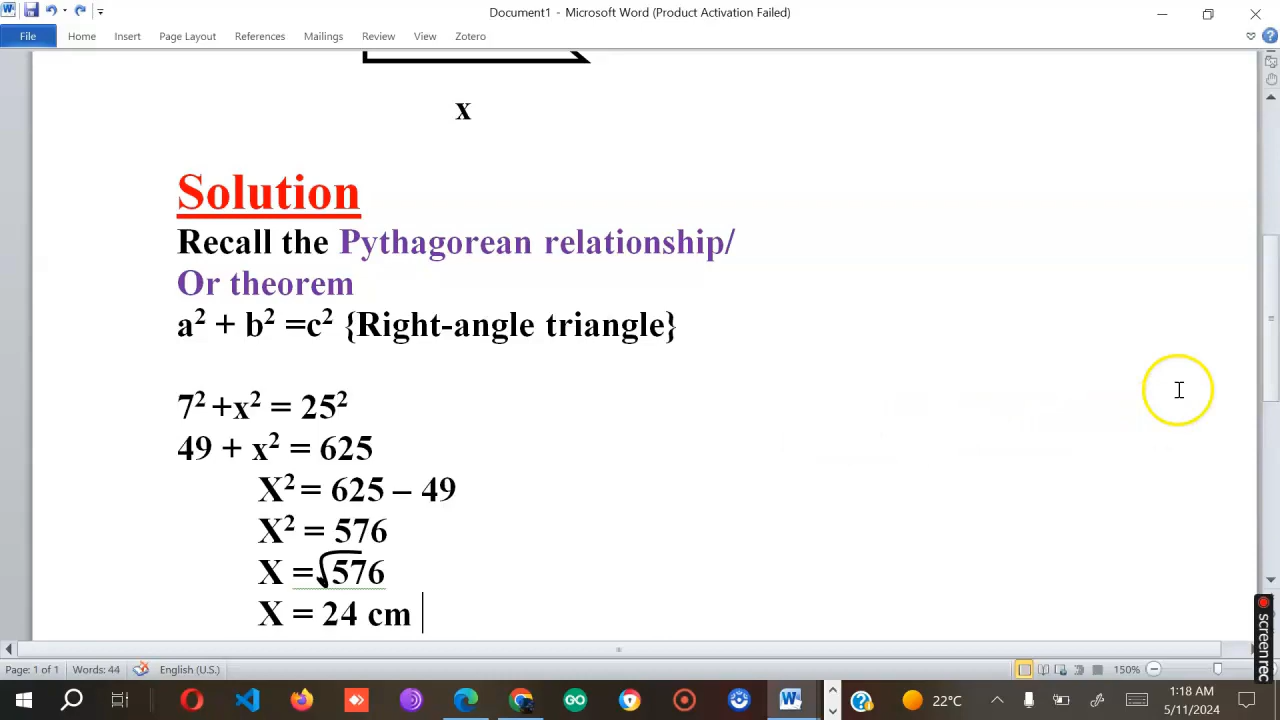 Document1 - Microsoft Word (Product Activation Failed)
File Home Insert Page Layout References Mailings Review View Zotero
x
Solution
Recall the Pythagorean relationship/
Or theorem
a² + b² =c² {Right-angle triangle}
7² +x² = 25²
49 + x² = 625
X² = 625 – 49
X² = 576
X =√576
X = 24 cm
screen rec
Page: 1 of 1 Words: 44 English (U.S.) 150%
22°C 1:18 AM
5/11/2024